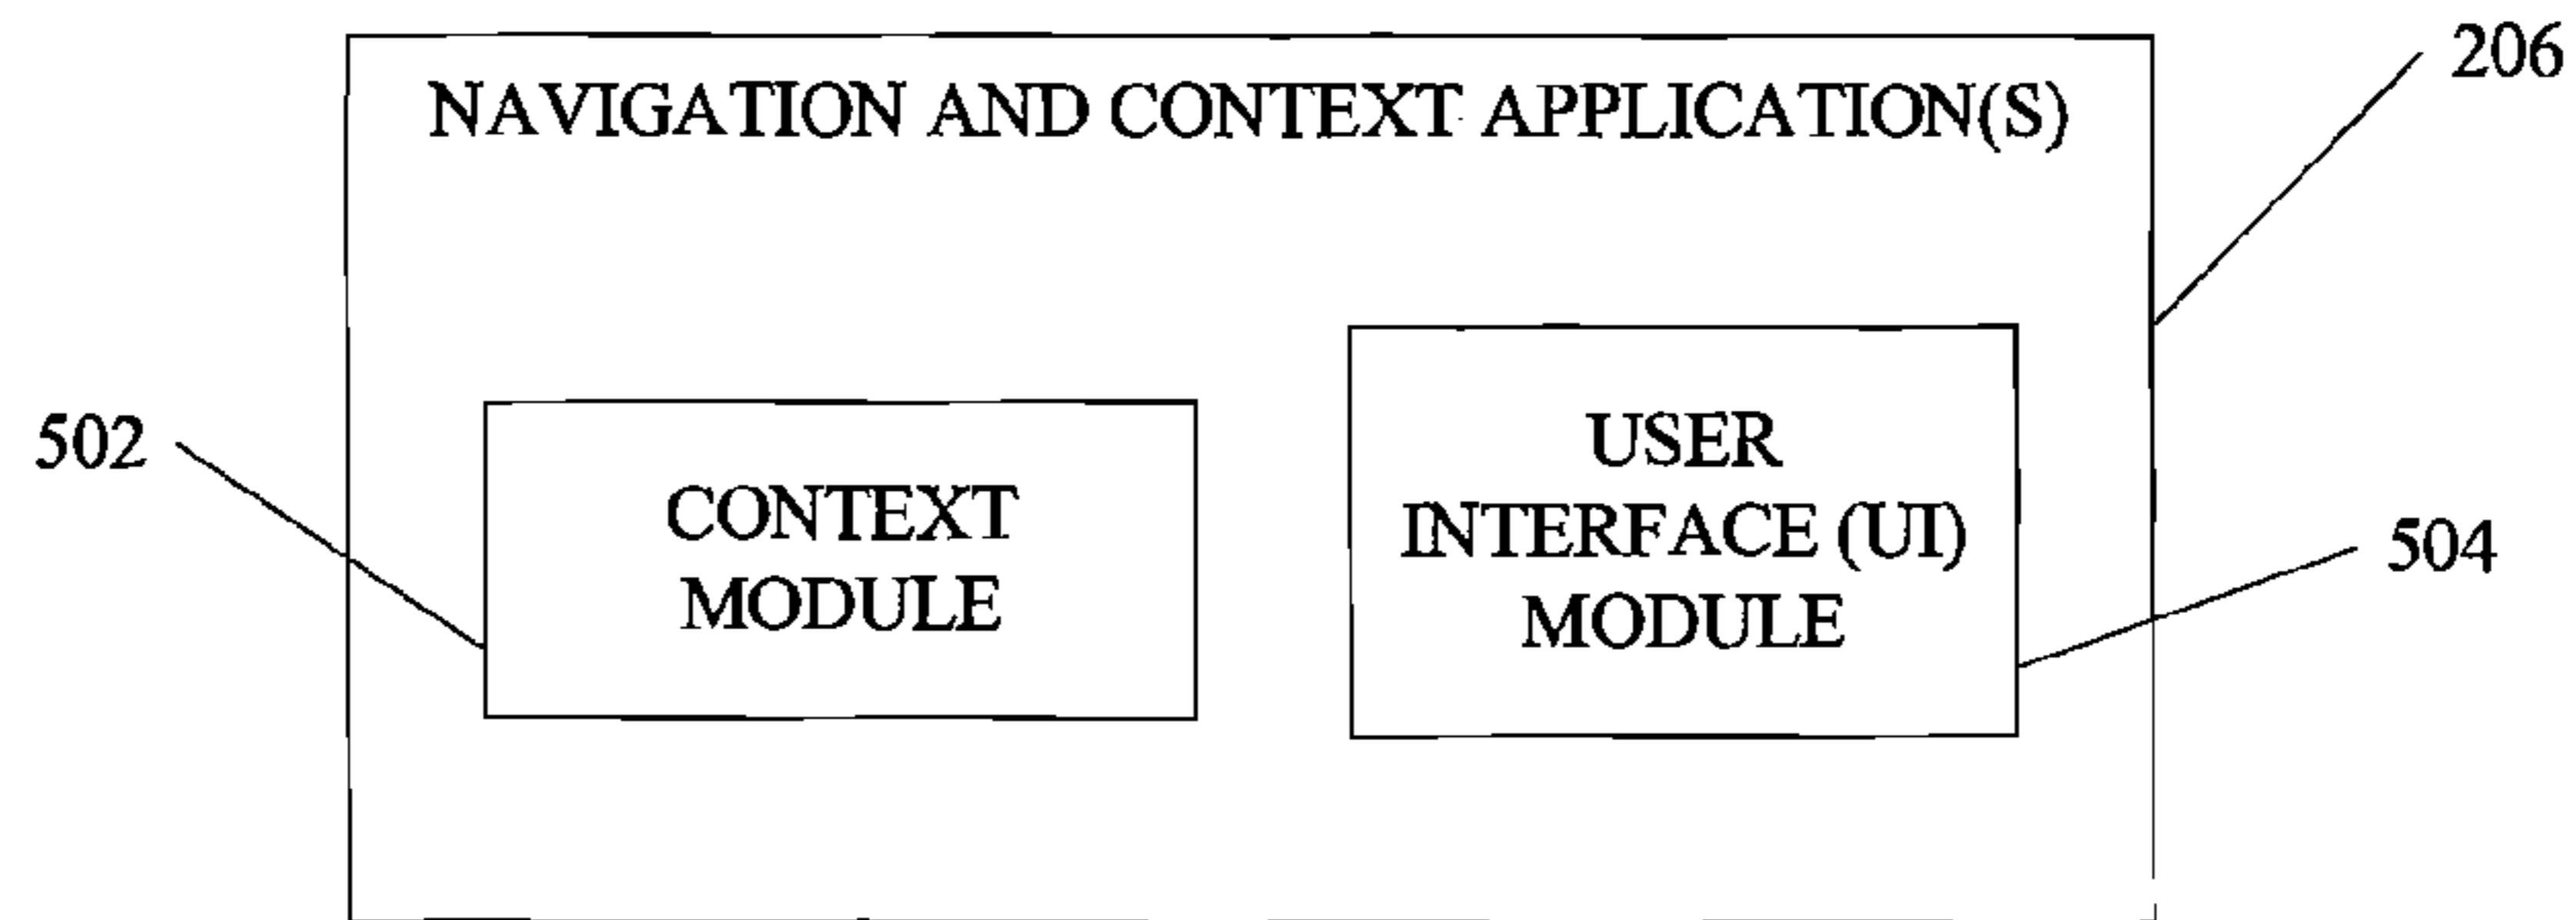 206
NAVIGATION AND CONTEXT APPLICATION(S)
502
CONTEXT
MODULE
USER
INTERFACE (UI)
MODULE
504